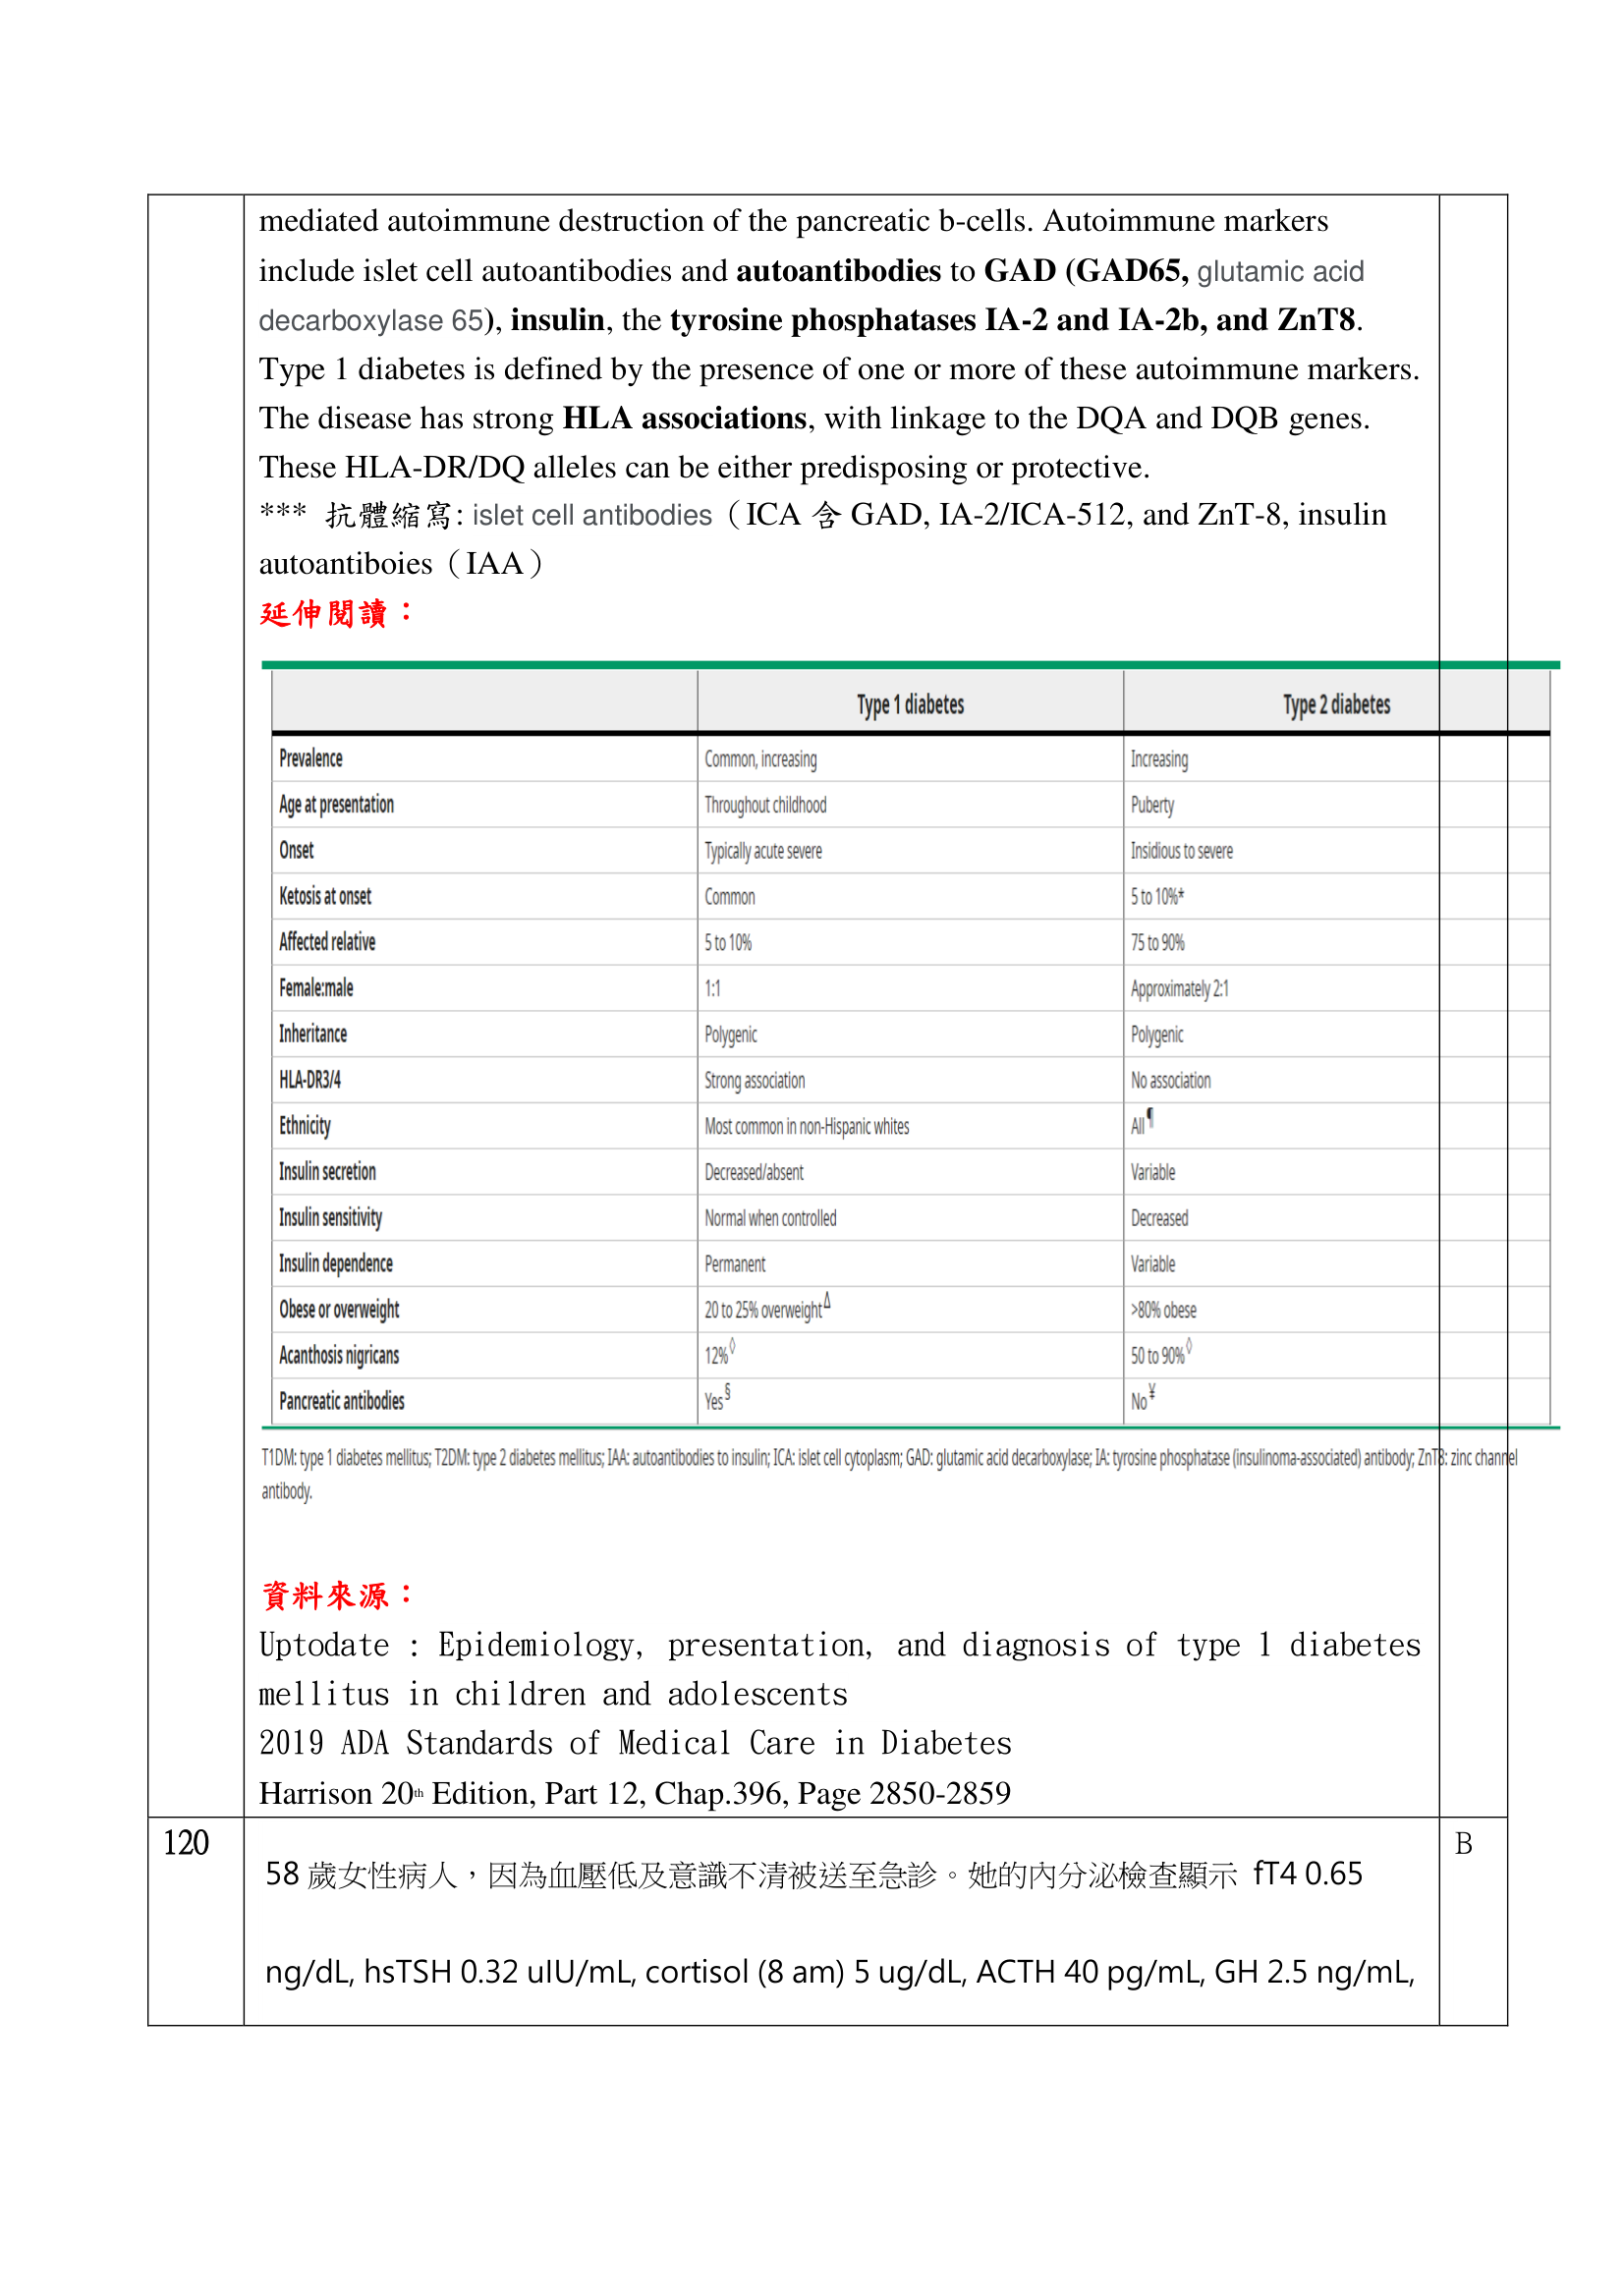 mediated autoimmune destruction of the pancreatic b-cells. Autoimmune markers
include islet cell autoantibodies and autoantibodies to GAD (GAD65, glutamic acid
decarboxylase 65), insulin, the tyrosine phosphatases IA-2 and IA-2b, and ZnT8.
Type 1 diabetes is defined by the presence of one or more of these autoimmune markers.
The disease has strong HLA associations, with linkage to the DQA and DQB genes.
These HLA-DR/DQ alleles can be either predisposing or protective.
*** 抗體縮寫: islet cell antibodies（ICA 含 GAD, IA-2/ICA-512, and ZnT-8, insulin
autoantiboies（IAA）
延伸閱讀：
Type 1 diabetes Type 2 diabetes
Prevalence Common, increasing Increasing
Age at presentation Throughout childhood Puberty
Onset Typically acute severe Insidious to severe
Ketosis at onset Common 5 to 10%*
Affected relative 5 to 10% 75 to 90%
Female:male 1:1 Approximately 2:1
Inheritance Polygenic Polygenic
HLA-DR3/4 Strong association No association
Ethnicity Most common in non-Hispanic whites All¶
Insulin secretion Decreased/absent Variable
Insulin sensitivity Normal when controlled Decreased
Insulin dependence Permanent Variable
Obese or overweight 20 to 25% overweightΔ >80% obese
Acanthosis nigricans 12%◊ 50 to 90%◊
Pancreatic antibodies Yes§ No¥
T1DM: type 1 diabetes mellitus; T2DM: type 2 diabetes mellitus; IAA: autoantibodies to insulin; ICA: islet cell cytoplasm; GAD: glutamic acid decarboxylase; IA: tyrosine phosphatase (insulinoma-associated) antibody; ZnT8: zinc channel
antibody.
資料來源：
Uptodate : Epidemiology, presentation, and diagnosis of type 1 diabetes
mellitus in children and adolescents
2019 ADA Standards of Medical Care in Diabetes
Harrison 20th Edition, Part 12, Chap.396, Page 2850-2859
120 58 歲女性病人，因為血壓低及意識不清被送至急診。她的內分泌檢查顯示 fT4 0.65 B
ng/dL, hsTSH 0.32 uIU/mL, cortisol (8 am) 5 ug/dL, ACTH 40 pg/mL, GH 2.5 ng/mL,